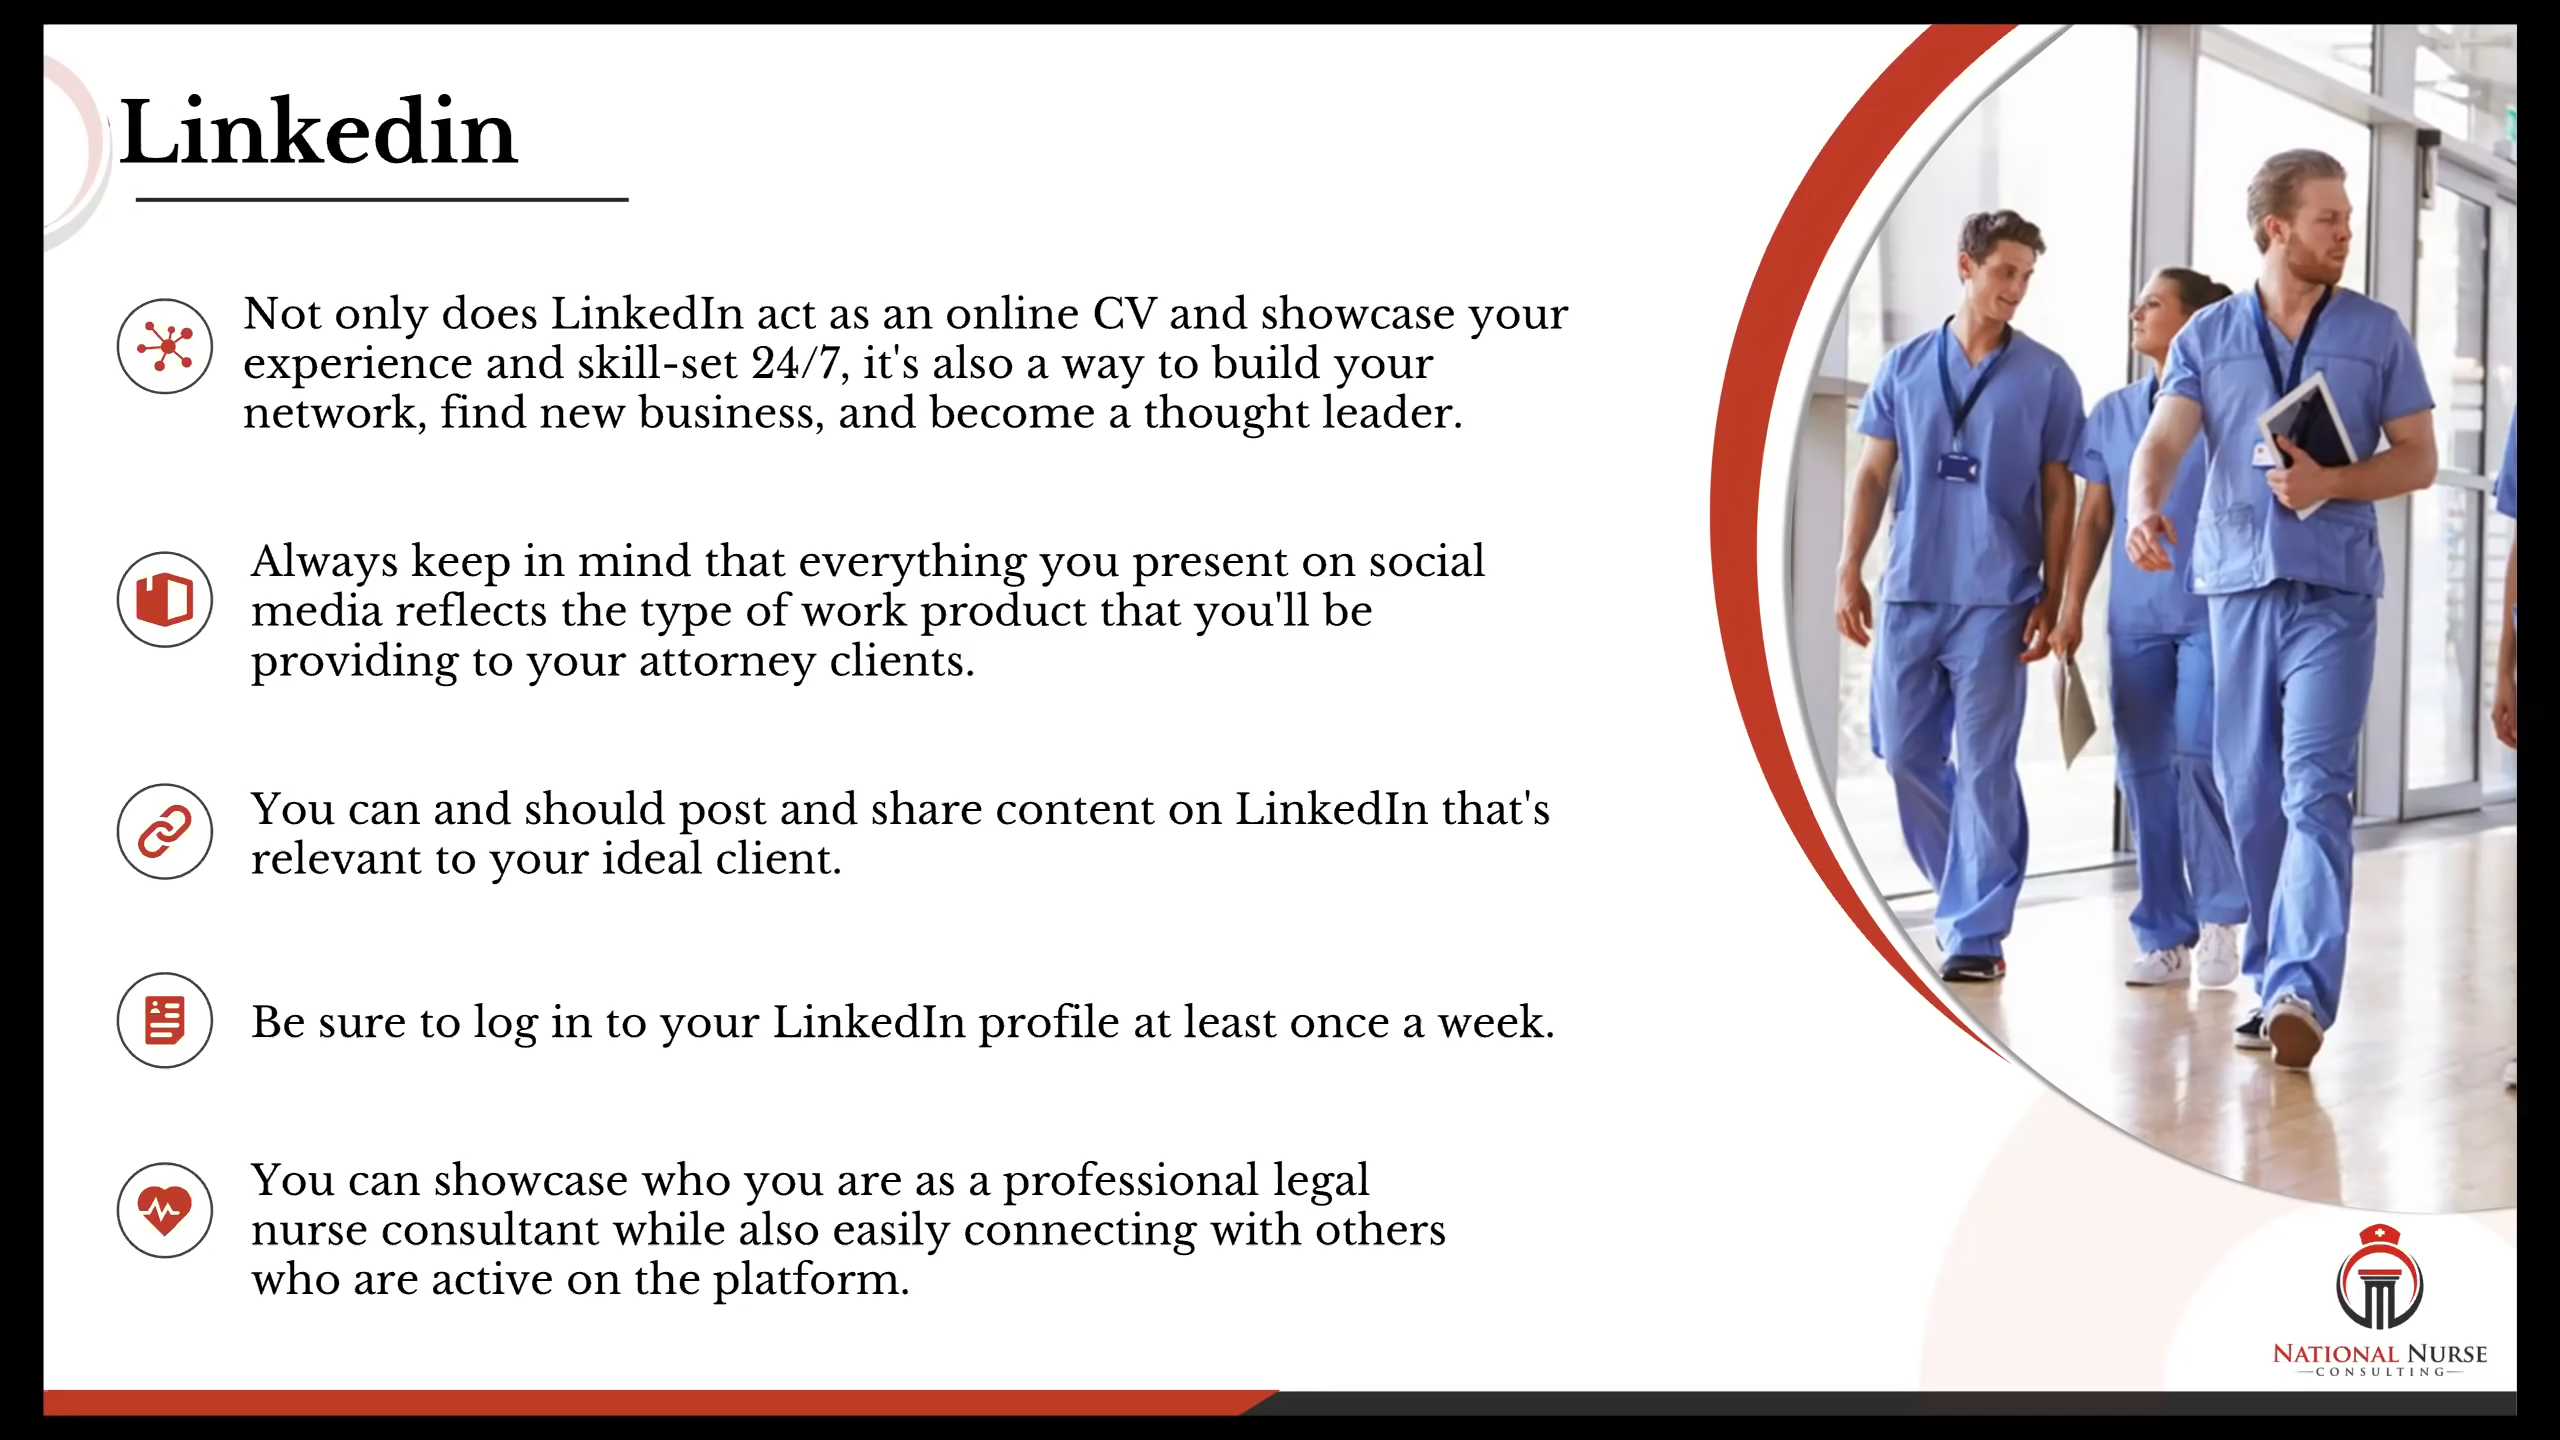 Linkedin
Not only does LinkedIn act as an online CV and showcase your
experience and skill-set 24/7, it's also a way to build your
network, find new business, and become a thought leader.
Always keep in mind that everything you present on social
media reflects the type of work product that you'll be
providing to your attorney clients.
You can and should post and share content on LinkedIn that's
relevant to your ideal client.
Be sure to log in to your LinkedIn profile at least once a week.
You can showcase who you are as a professional legal
nurse consultant while also easily connecting with others
who are active on the platform.
NATIONAL NURSE
CONSULTING